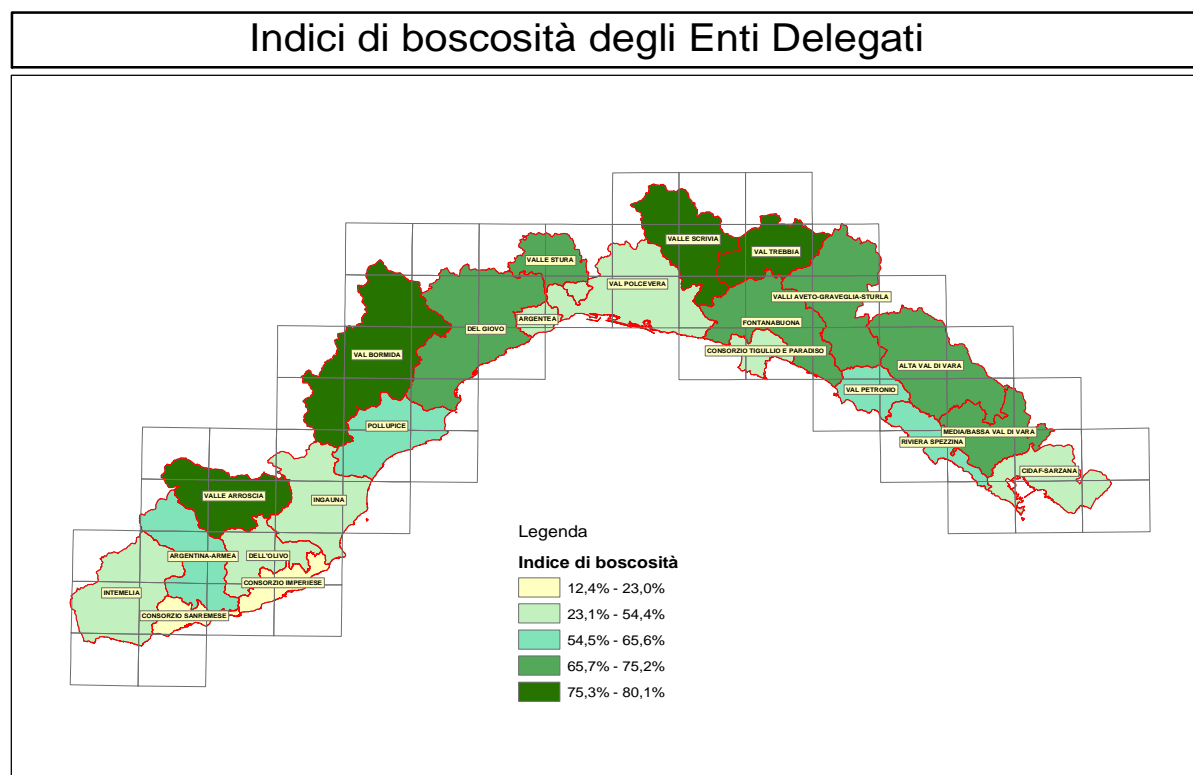 Indici di boscosità degli Enti Delegati
VALLE SCRIVIA
VAL TREBBIA
VALLE STURA
VAL POLCEVERA
VALLI AVETO-GRAVEGLIA-STURLA
ARGENTEA
FONTANABUONA
DEL GIOVO
CONSORZIO TIGULLIO E PARADISO
VAL BORMIDA
ALTA VAL DI VARA
VAL PETRONIO
POLLUPICE
MEDIA/BASSA VAL DI VARA
RIVIERA SPEZZINA
CIDAF-SARZANA
VALLE ARROSCIA
INGAUNA
ARGENTINA-ARMEA
DELL'OLIVO
CONSORZIO IMPERIESE
INTEMELIA
CONSORZIO SANREMESE
Legenda
Indice di boscosità
12,4% - 23,0%
23,1% - 54,4%
54,5% - 65,6%
65,7% - 75,2%
75,3% - 80,1%